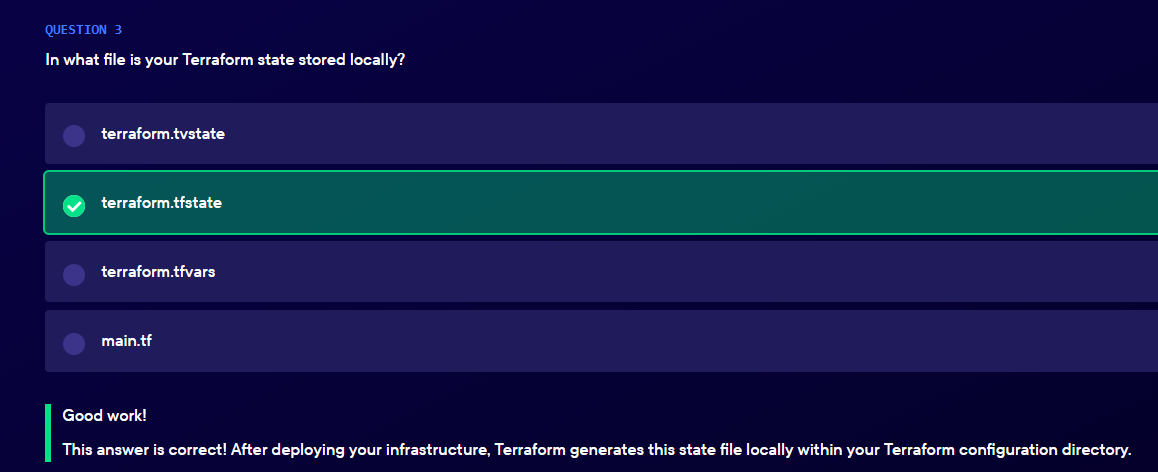 QUESTION 3
In what file is your Terraform state stored locally?
terraform.tvstate
terraform.tfstate
terraform.tfvars
main.tf
Good work!
This answer is correct! After deploying your infrastructure, Terraform generates this state file locally within your Terraform configuration directory.